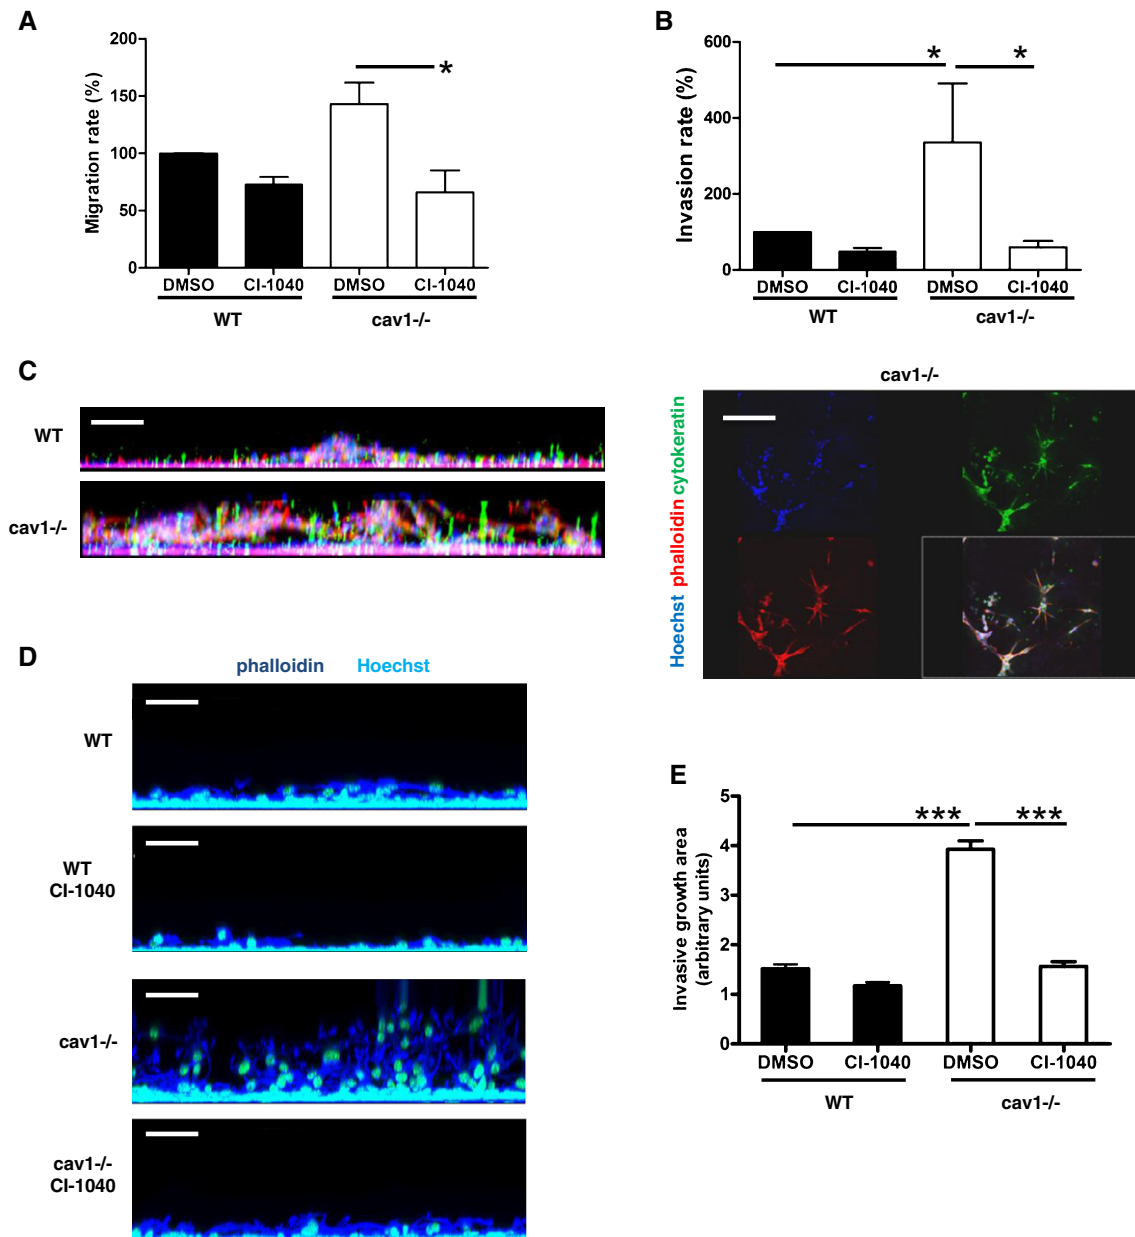 A
200
150
100
50
0
Migration rate (%)
*
DMSO CI-1040 DMSO CI-1040
WT cav1-/-
B
600
400
200
0
Invasion rate (%)
* *
DMSO CI-1040 DMSO CI-1040
WT cav1-/-
C
WT
cav1-/-
cav1-/-
Hoechst phalloidin cytokeratin
D
phalloidin Hoechst
WT
WT
CI-1040
cav1-/-
cav1-/-
CI-1040
E
5
4
3
2
1
0
Invasive growth area
(arbitrary units)
*** ***
DMSO CI-1040 DMSO CI-1040
WT cav1-/-